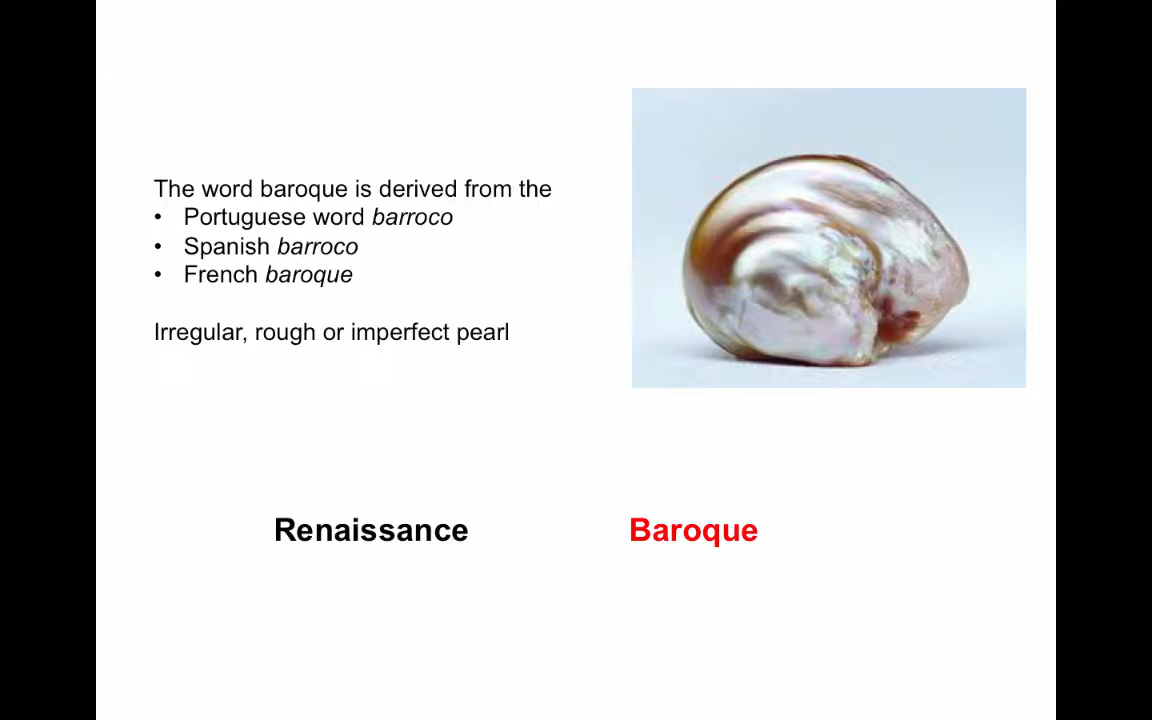 The word baroque is derived from the
• Portuguese word barroco
• Spanish barroco
• French baroque
Irregular, rough or imperfect pearl
Renaissance
Baroque